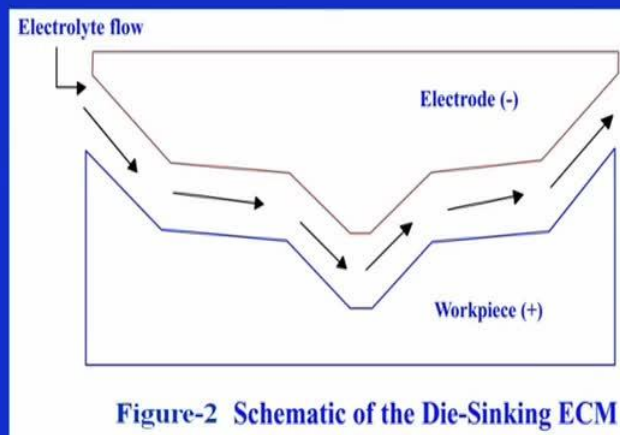 Electrolyte flow
Electrode (-)
Workpiece (+)
Figure-2 Schematic of the Die-Sinking ECM